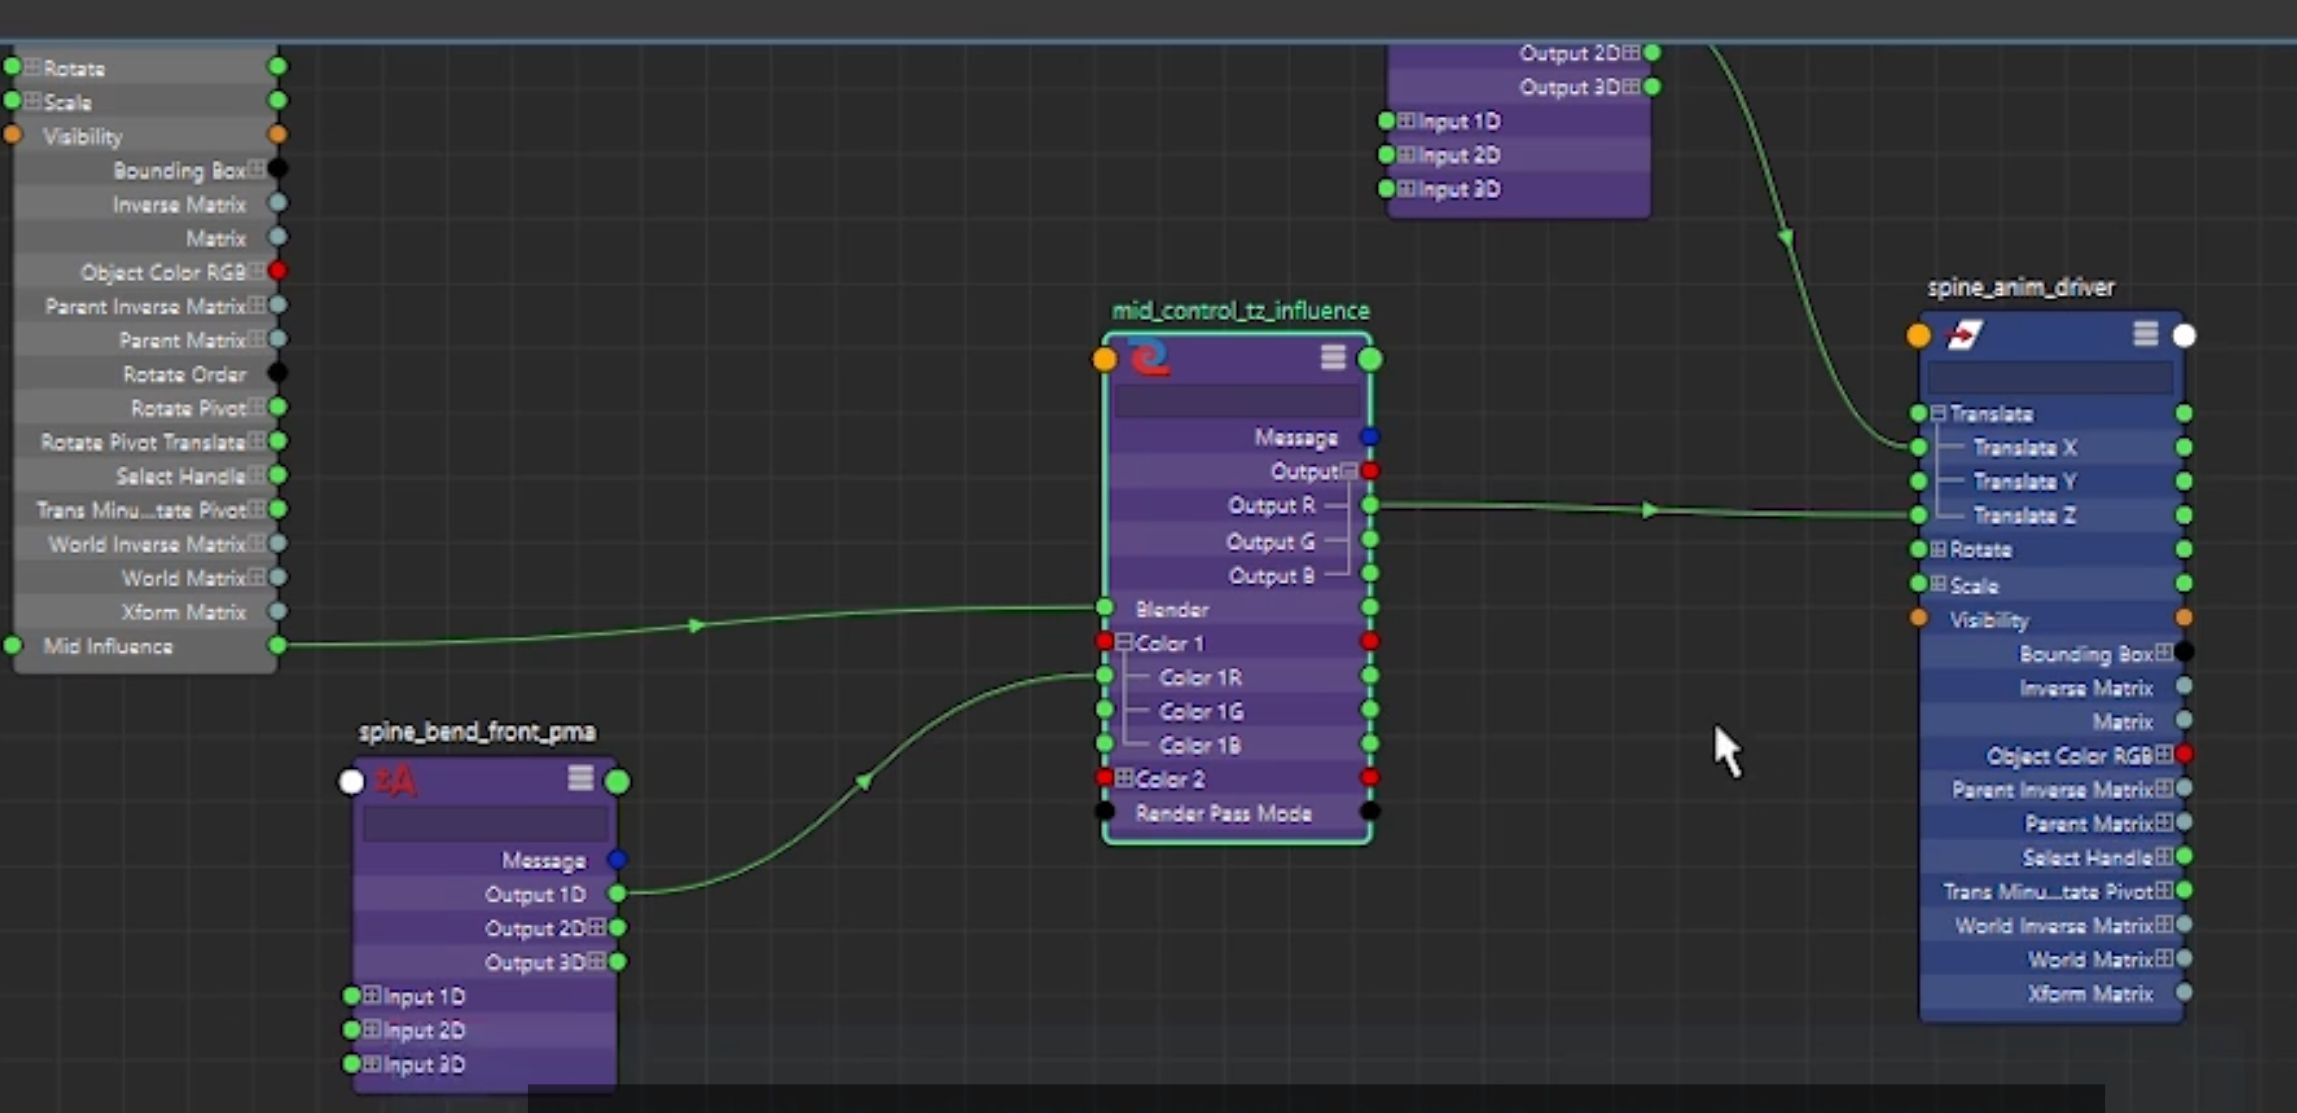 Rotate
Scale
Visibility
Bounding Box
Inverse Matrix
Matrix
Object Color RGB
Parent Inverse Matrix
Parent Matrix
Rotate Order
Rotate Pivot
Rotate Pivot Translate
Select Handle
Trans Minu...tate Pivot
World Inverse Matrix
World Matrix
Xform Matrix
Mid Influence
spine_bend_front_pma
±A
Message
Output 1D
Output 2D
Output 3D
Input 1D
Input 2D
Input 3D
mid_control_tz_influence
Message
Output
Output R
Output G
Output B
Blender
Color 1
Color 1R
Color 1G
Color 1B
Color 2
Render Pass Mode
Output 2D
Output 3D
Input 1D
Input 2D
Input 3D
spine_anim_driver
Translate
Translate X
Translate Y
Translate Z
Rotate
Scale
Visibility
Bounding Box
Inverse Matrix
Matrix
Object Color RGB
Parent Inverse Matrix
Parent Matrix
Select Handle
Trans Minu...tate Pivot
World Inverse Matrix
World Matrix
Xform Matrix